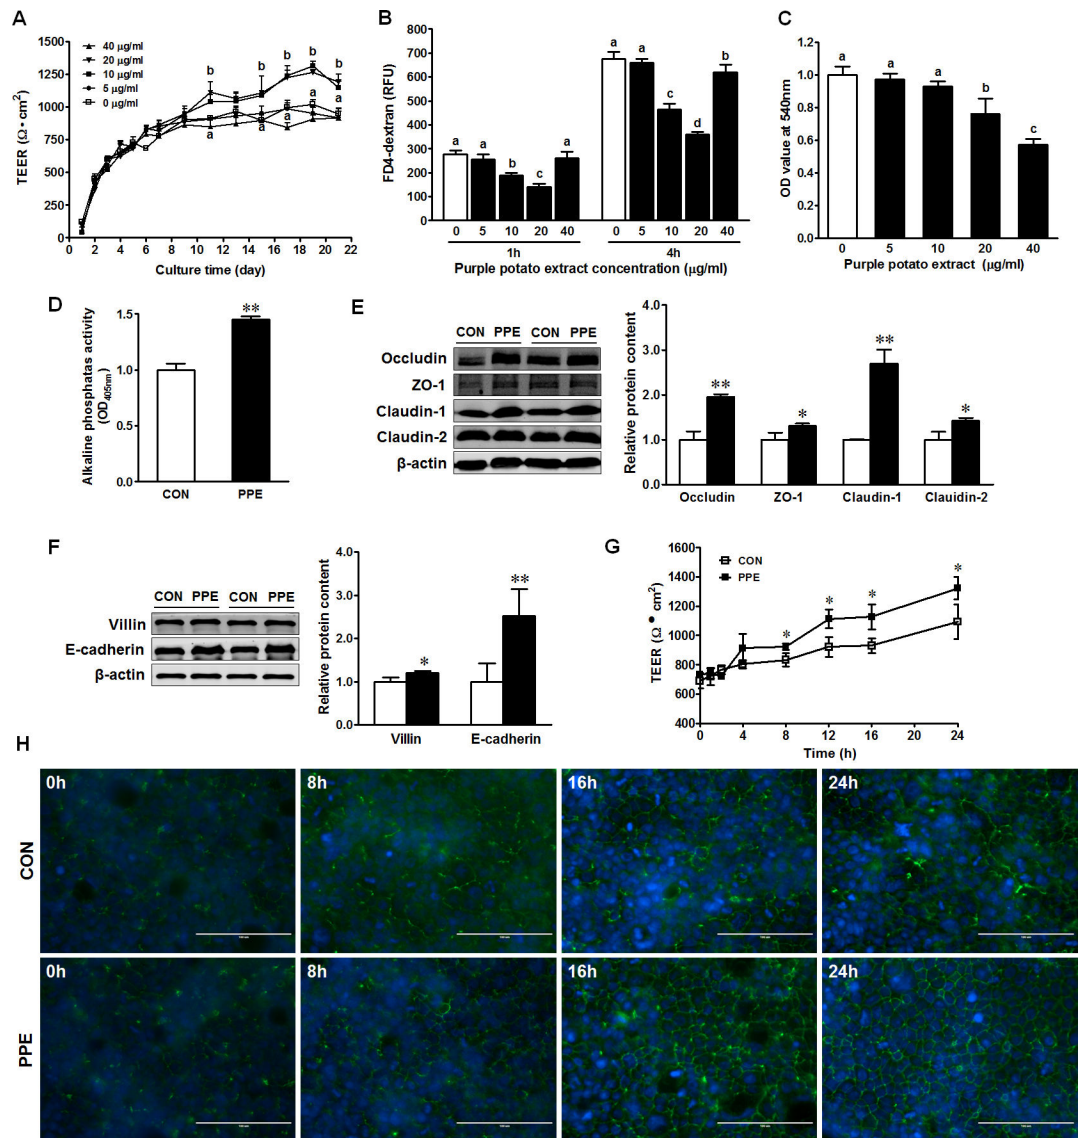 A
TEER (Ω·cm²)
1500
1250
1000
750
500
250
0
40 μg/ml
20 μg/ml
10 μg/ml
5 μg/ml
0 μg/ml
b b b b b
a a a a a
0 2 4 6 8 10 12 14 16 18 20 22
Culture time (day)
B
FD4-dextran (RFU)
800
700
600
500
400
300
200
100
0
a a b c a
a a c d b
0 5 10 20 40 0 5 10 20 40
1h 4h
Purple potato extract concentration (μg/ml)
C
OD value at 540nm
1.2
1.0
0.8
0.6
0.4
0.2
0.0
a a a b c
0 5 10 20 40
Purple potato extract (μg/ml)
D
Alkaline phosphatas activity
(OD405nm)
1.5
1.0
0.5
0.0
**
CON PPE
E
CON PPE CON PPE
Occludin
ZO-1
Claudin-1
Claudin-2
β-actin
Relative protein content
4.0
3.0
2.0
1.0
0.0
** * ** *
Occludin ZO-1 Claudin-1 Clauidin-2
F
CON PPE CON PPE
Villin
E-cadherin
β-actin
Relative protein content
4.0
3.0
2.0
1.0
0.0
* **
Villin E-cadherin
G
TEER (Ω•cm²)
1600
1400
1200
1000
800
600
400
CON
PPE
* * * *
0 4 8 12 16 20 24
Time (h)
H
CON
0h 8h 16h 24h
PPE
0h 8h 16h 24h